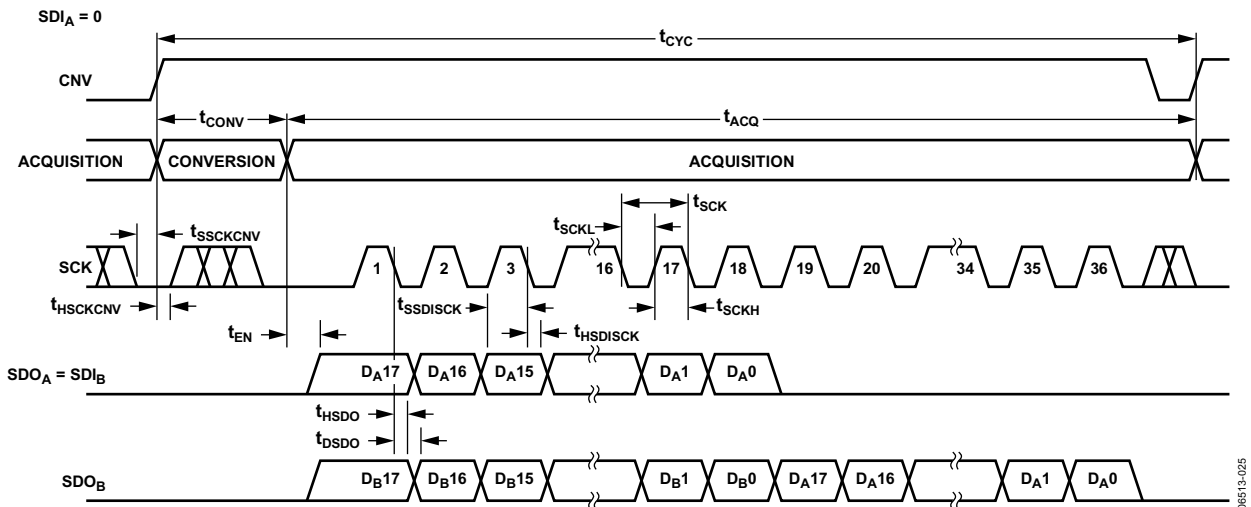 SDIA = 0
tCYC
CNV
tCONV
tACQ
ACQUISITION CONVERSION ACQUISITION
tSCK
tSCKL
tSSCKCNV
SCK 1 2 3 16 17 18 19 20 34 35 36
tHSCKCNV
tSSDISCK
tSCKH
tEN
tHSDISCK
SDOA = SDIB DA17 DA16 DA15 DA1 DA0
tHSDO
tDSDO
SDOB DB17 DB16 DB15 DB1 DB0 DA17 DA16 DA1 DA0
06513-025